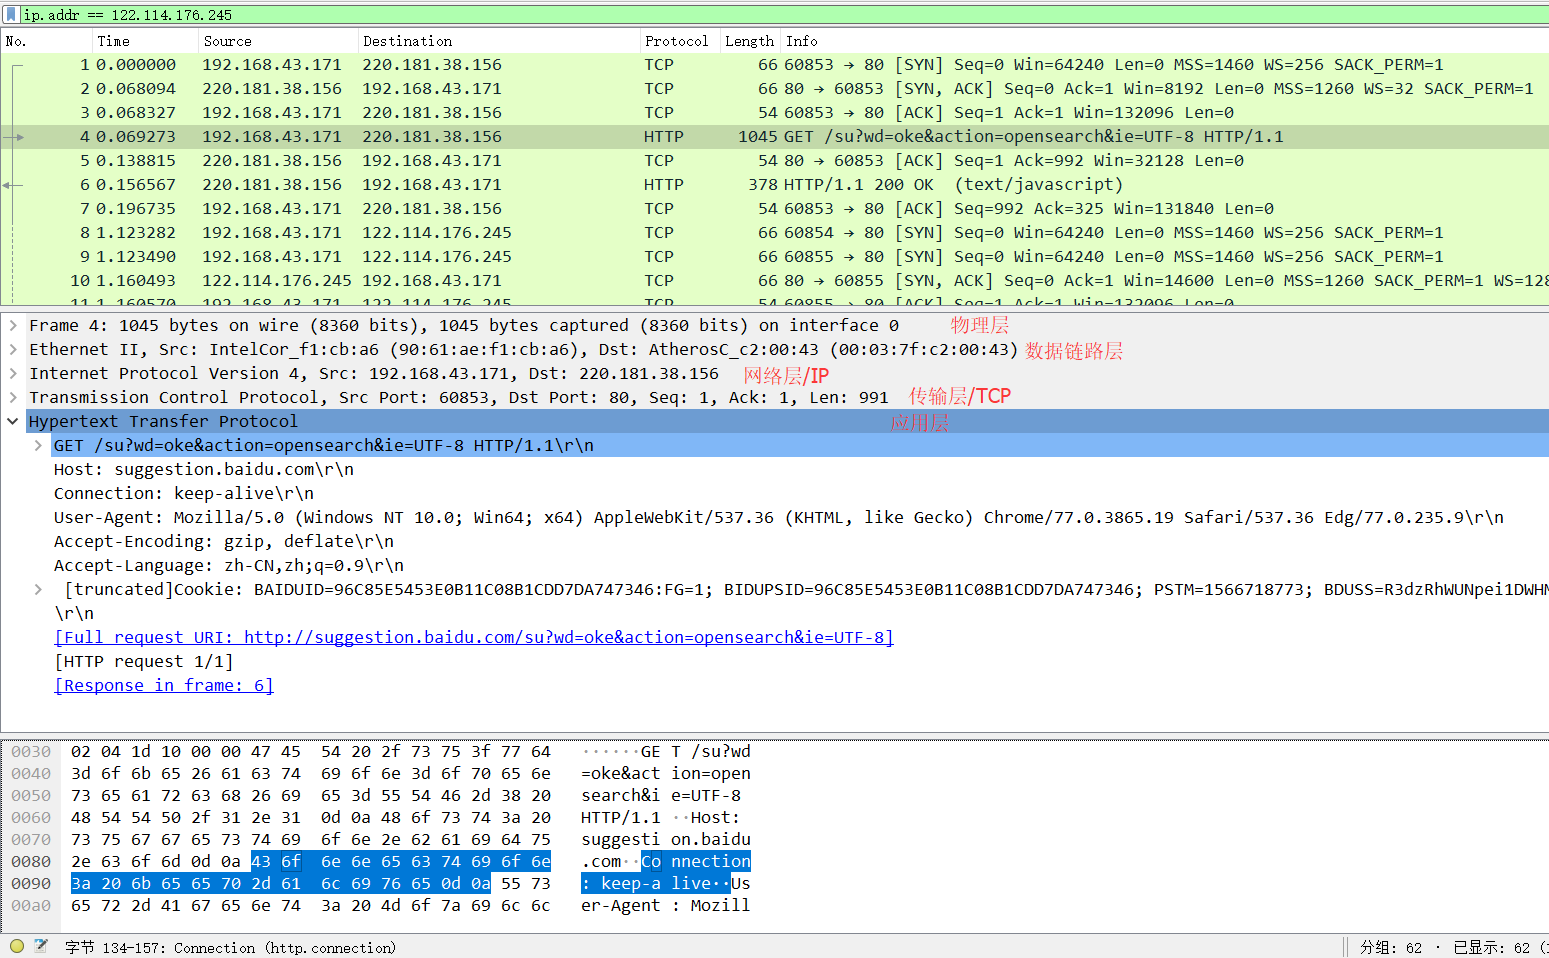 ip.addr == 122.114.176.245
No. Time Source Destination Protocol Length Info
1 0.000000 192.168.43.171 220.181.38.156 TCP 66 60853 → 80 [SYN] Seq=0 Win=64240 Len=0 MSS=1460 WS=256 SACK_PERM=1
2 0.068094 220.181.38.156 192.168.43.171 TCP 66 80 → 60853 [SYN, ACK] Seq=0 Ack=1 Win=8192 Len=0 MSS=1260 WS=32 SACK_PERM=1
3 0.068327 192.168.43.171 220.181.38.156 TCP 54 60853 → 80 [ACK] Seq=1 Ack=1 Win=132096 Len=0
4 0.069273 192.168.43.171 220.181.38.156 HTTP 1045 GET /su?wd=oke&action=opensearch&ie=UTF-8 HTTP/1.1
5 0.138815 220.181.38.156 192.168.43.171 TCP 54 80 → 60853 [ACK] Seq=1 Ack=992 Win=32128 Len=0
6 0.156567 220.181.38.156 192.168.43.171 HTTP 378 HTTP/1.1 200 OK (text/javascript)
7 0.196735 192.168.43.171 220.181.38.156 TCP 54 60853 → 80 [ACK] Seq=992 Ack=325 Win=131840 Len=0
8 1.123282 192.168.43.171 122.114.176.245 TCP 66 60854 → 80 [SYN] Seq=0 Win=64240 Len=0 MSS=1460 WS=256 SACK_PERM=1
9 1.123490 192.168.43.171 122.114.176.245 TCP 66 60855 → 80 [SYN] Seq=0 Win=64240 Len=0 MSS=1460 WS=256 SACK_PERM=1
10 1.160493 122.114.176.245 192.168.43.171 TCP 66 80 → 60855 [SYN, ACK] Seq=0 Ack=1 Win=14600 Len=0 MSS=1260 SACK_PERM=1 WS=128
11 1.160570 192.168.43.171 122.114.176.245 TCP 54 60855 → 80 [ACK] Seq=1 Ack=1 Win=132096 Len=0
Frame 4: 1045 bytes on wire (8360 bits), 1045 bytes captured (8360 bits) on interface 0 物理层
Ethernet II, Src: IntelCor_f1:cb:a6 (90:61:ae:f1:cb:a6), Dst: AtherosC_c2:00:43 (00:03:7f:c2:00:43) 数据链路层
Internet Protocol Version 4, Src: 192.168.43.171, Dst: 220.181.38.156 网络层/IP
Transmission Control Protocol, Src Port: 60853, Dst Port: 80, Seq: 1, Ack: 1, Len: 991 传输层/TCP
Hypertext Transfer Protocol 应用层
GET /su?wd=oke&action=opensearch&ie=UTF-8 HTTP/1.1\r\n
Host: suggestion.baidu.com\r\n
Connection: keep-alive\r\n
User-Agent: Mozilla/5.0 (Windows NT 10.0; Win64; x64) AppleWebKit/537.36 (KHTML, like Gecko) Chrome/77.0.3865.19 Safari/537.36 Edg/77.0.235.9\r\n
Accept-Encoding: gzip, deflate\r\n
Accept-Language: zh-CN,zh;q=0.9\r\n
[truncated]Cookie: BAIDUID=96C85E5453E0B11C08B1CDD7DA747346:FG=1; BIDUPSID=96C85E5453E0B11C08B1CDD7DA747346; PSTM=1566718773; BDUSS=R3dzRhWUNpei1DWHM
\r\n
[Full request URI: http://suggestion.baidu.com/su?wd=oke&action=opensearch&ie=UTF-8]
[HTTP request 1/1]
[Response in frame: 6]
0030 02 04 1d 10 00 00 47 45 54 20 2f 73 75 3f 77 64 ······GE T /su?wd
0040 3d 6f 6b 65 26 61 63 74 69 6f 6e 3d 6f 70 65 6e =oke&act ion=open
0050 73 65 61 72 63 68 26 69 65 3d 55 54 46 2d 38 20 search&i e=UTF-8
0060 48 54 54 50 2f 31 2e 31 0d 0a 48 6f 73 74 3a 20 HTTP/1.1 ··Host:
0070 73 75 67 67 65 73 74 69 6f 6e 2e 62 61 69 64 75 suggesti on.baidu
0080 2e 63 6f 6d 0d 0a 43 6f 6e 6e 65 63 74 69 6f 6e .com··Co nnection
0090 3a 20 6b 65 65 70 2d 61 6c 69 76 65 0d 0a 55 73 : keep-a live··Us
00a0 65 72 2d 41 67 65 6e 74 3a 20 4d 6f 7a 69 6c 6c er-Agent : Mozill
字节 134-157: Connection (http.connection) 分组: 62 · 已显示: 62